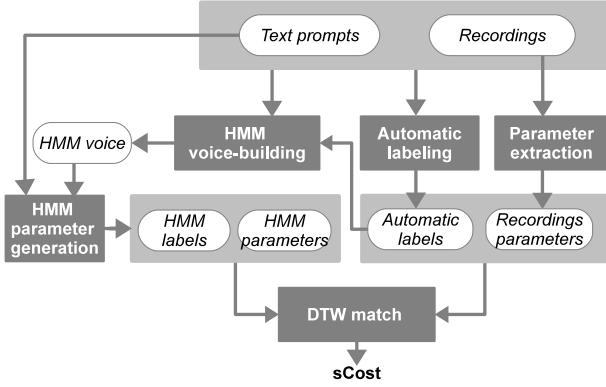 Text prompts
Recordings
HMM
voice-building
Automatic
labeling
Parameter
extraction
HMM voice
HMM
parameter
generation
HMM
labels
HMM
parameters
Automatic
labels
Recordings
parameters
DTW match
sCost